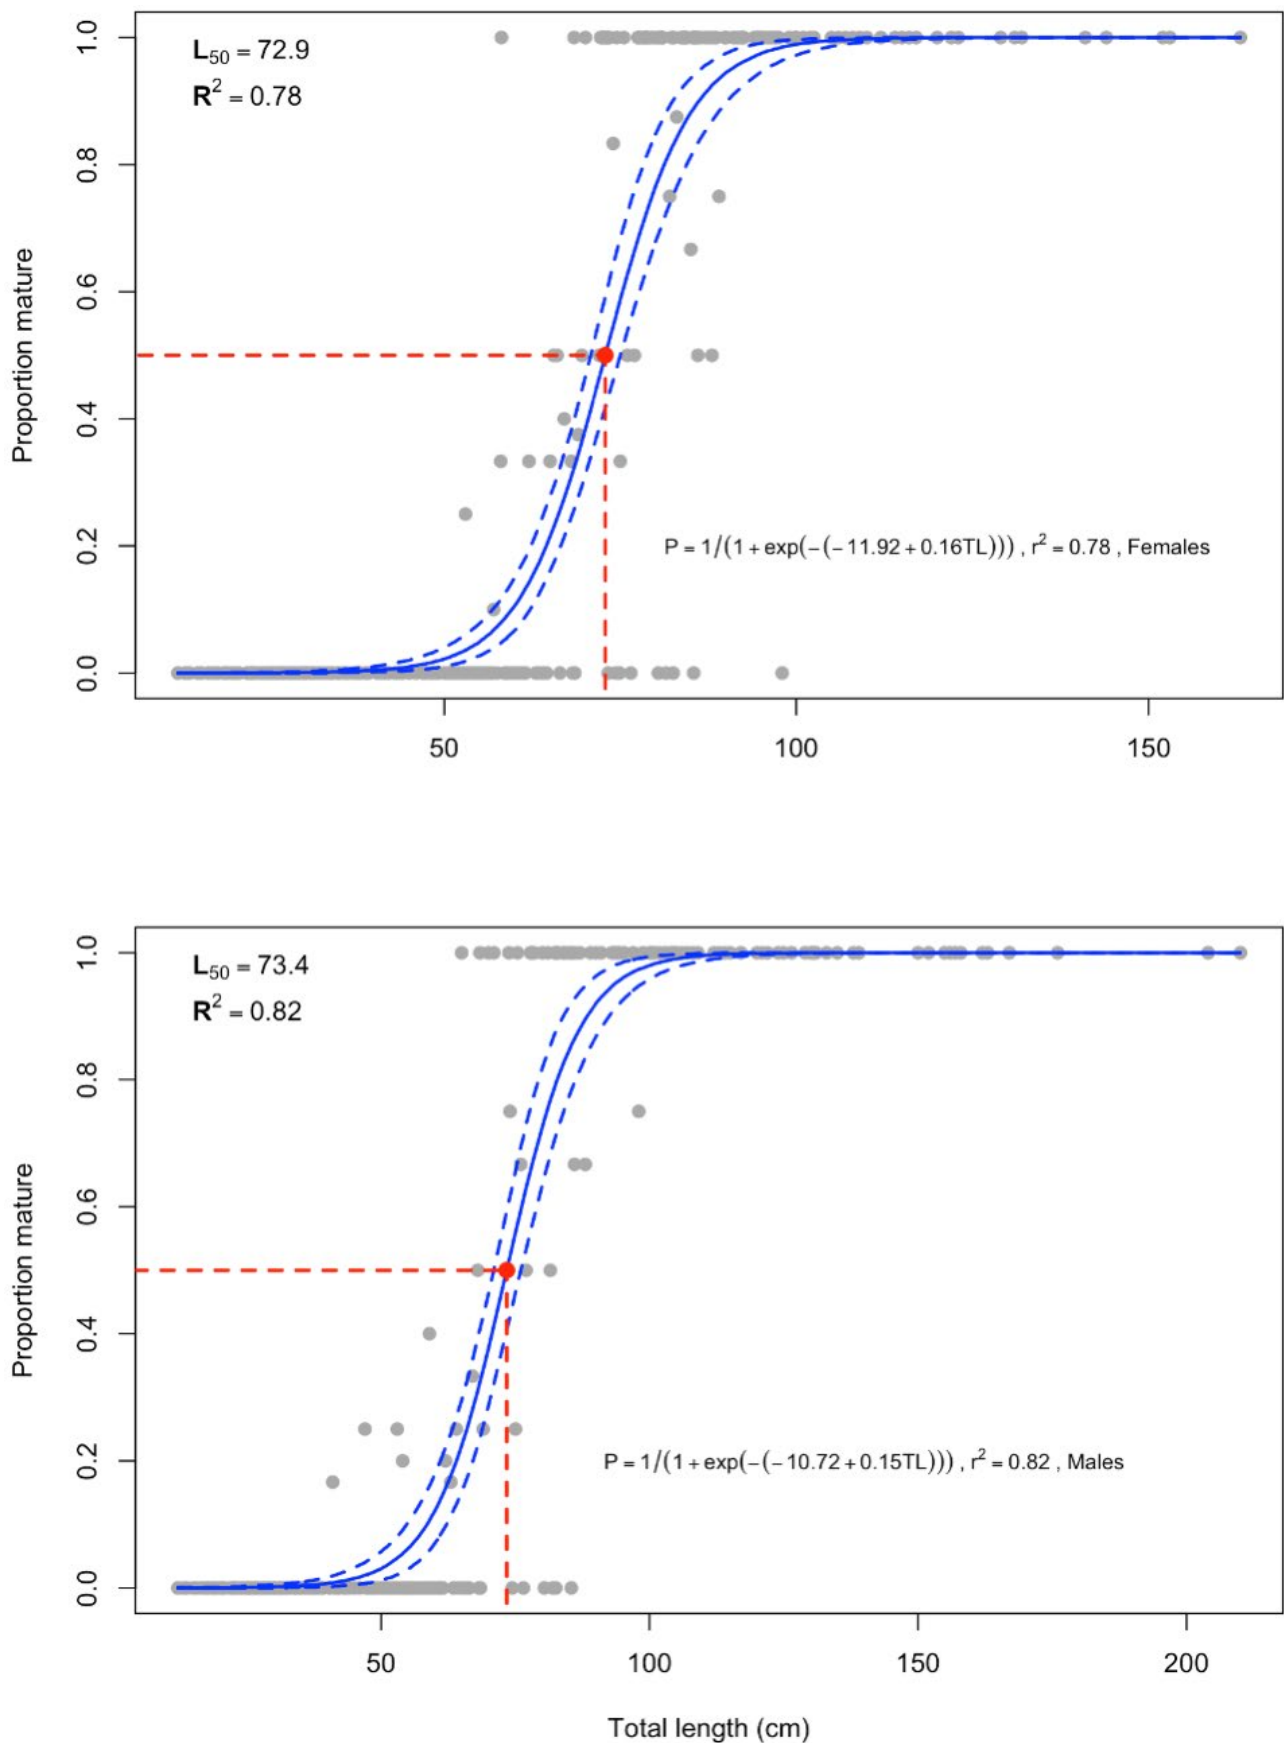 L50 = 72.9
R2 = 0.78
Proportion mature
1.0
0.8
0.6
0.4
0.2
0.0
P = 1/(1 + exp(−(− 11.92 + 0.16TL))) , r2 = 0.78 , Females
50 100 150
L50 = 73.4
R2 = 0.82
Proportion mature
1.0
0.8
0.6
0.4
0.2
0.0
P = 1/(1 + exp(−(− 10.72 + 0.15TL))) , r2 = 0.82 , Males
50 100 150 200
Total length (cm)